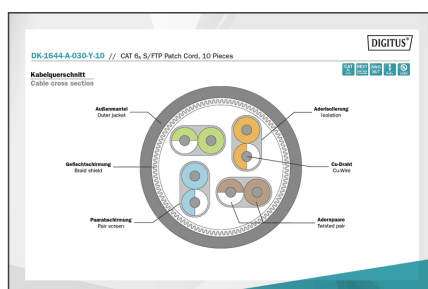 DIGITUS®
DK-1644-A-030-Y-10 // CAT 6A S/FTP Patch Cord, 10 Pieces
Kabelquerschnitt
Cable cross section
Außenmantel
Outer jacket
Aderisolierung
Isolation
Geflechtschirmung
Braid shield
Cu-Draht
Cu-Wire
Paarabschirmung
Pair screen
Adernpaare
Twisted pair